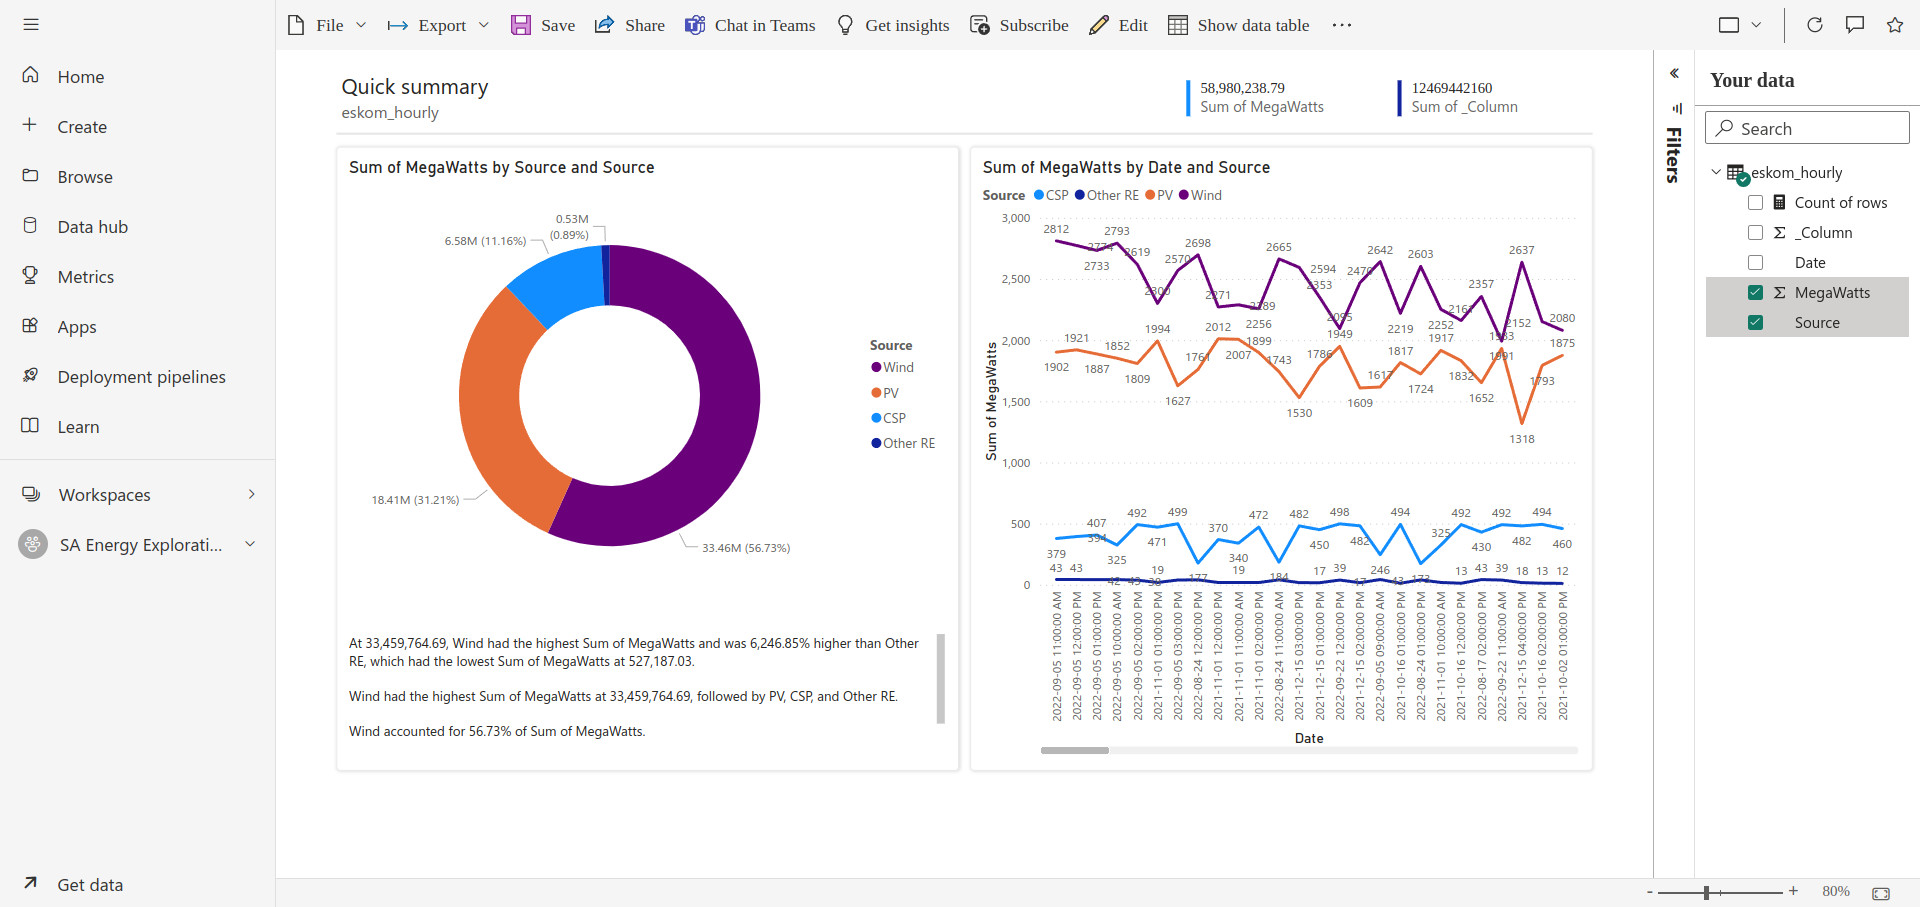 File
Export
Save
Share
Chat in Teams
Get insights
Subscribe
Edit
Show data table
Home
Create
Browse
Data hub
Metrics
Apps
Deployment pipelines
Learn
Workspaces
SA Energy Explorati...
Get data
Quick summary
eskom_hourly
58,980,238.79
Sum of MegaWatts
12469442160
Sum of _Column
Sum of MegaWatts by Source and Source
0.53M
(0.89%)
6.58M (11.16%)
18.41M (31.21%)
33.46M (56.73%)
Source
Wind
PV
CSP
Other RE
At 33,459,764.69, Wind had the highest Sum of MegaWatts and was 6,246.85% higher than Other
RE, which had the lowest Sum of MegaWatts at 527,187.03.
Wind had the highest Sum of MegaWatts at 33,459,764.69, followed by PV, CSP, and Other RE.
Wind accounted for 56.73% of Sum of MegaWatts.
Sum of MegaWatts by Date and Source
Source CSP Other RE PV Wind
Sum of MegaWatts
3,000
2,500
2,000
1,500
1,000
500
0
2812 2774 2733 2793 2619 2300 2570 2698 2271 2289 2665 2594 2353 2095 2470 2642 2219 2603 2252 2161 2357 1991 2637 2152 2080
2256
1902 1921 1887 1852 1809 1994 1627 1761 2012 2007 1899 1743 1530 1786 1949 1609 1617 1817 1724 1917 1832 1652 1318 1793 1875
379 394 407 325 492 471 499 177 370 340 472 184 482 450 498 482 246 494 173 325 492 430 492 482 494 460
43 43 42 43 19 19 17 39 17 43 13 43 39 18 13 12
2022-09-05 11:00:00 AM
2022-09-05 12:00:00 PM
2022-09-05 01:00:00 PM
2022-09-05 10:00:00 AM
2022-09-05 02:00:00 PM
2021-11-01 01:00:00 PM
2022-09-05 03:00:00 PM
2022-08-24 12:00:00 PM
2021-11-01 12:00:00 PM
2021-11-01 11:00:00 AM
2021-11-01 02:00:00 PM
2022-08-24 11:00:00 AM
2021-12-15 03:00:00 PM
2021-12-15 01:00:00 PM
2022-09-22 12:00:00 PM
2021-12-15 02:00:00 PM
2022-09-05 09:00:00 AM
2021-10-16 01:00:00 PM
2022-08-24 01:00:00 PM
2021-11-01 10:00:00 AM
2021-10-16 12:00:00 PM
2022-08-17 02:00:00 PM
2022-09-22 11:00:00 AM
2021-12-15 04:00:00 PM
2021-10-16 02:00:00 PM
2021-10-02 01:00:00 PM
Date
Filters
Your data
Search
eskom_hourly
Count of rows
_Column
Date
MegaWatts
Source
- + 80%